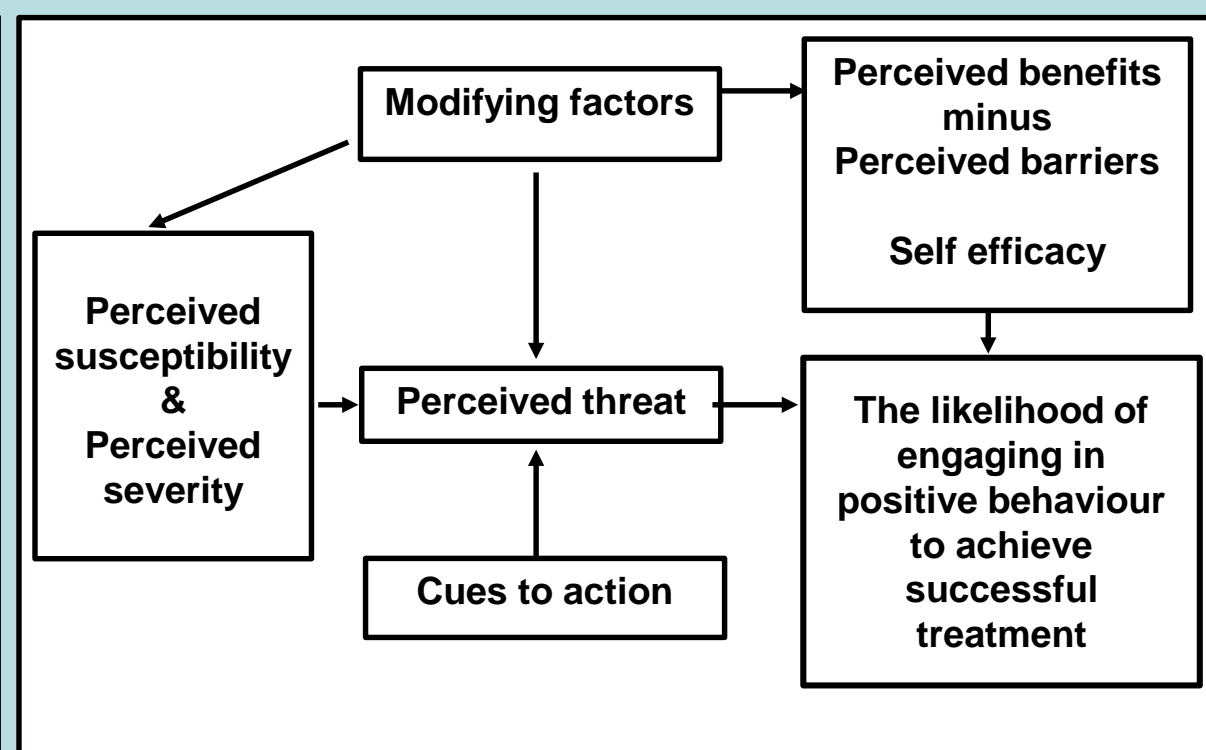 Modifying factors
Perceived benefits
minus
Perceived barriers
Self efficacy
Perceived
susceptibility
&
Perceived
severity
Perceived threat
The likelihood of
engaging in
positive behaviour
to achieve
successful
treatment
Cues to action